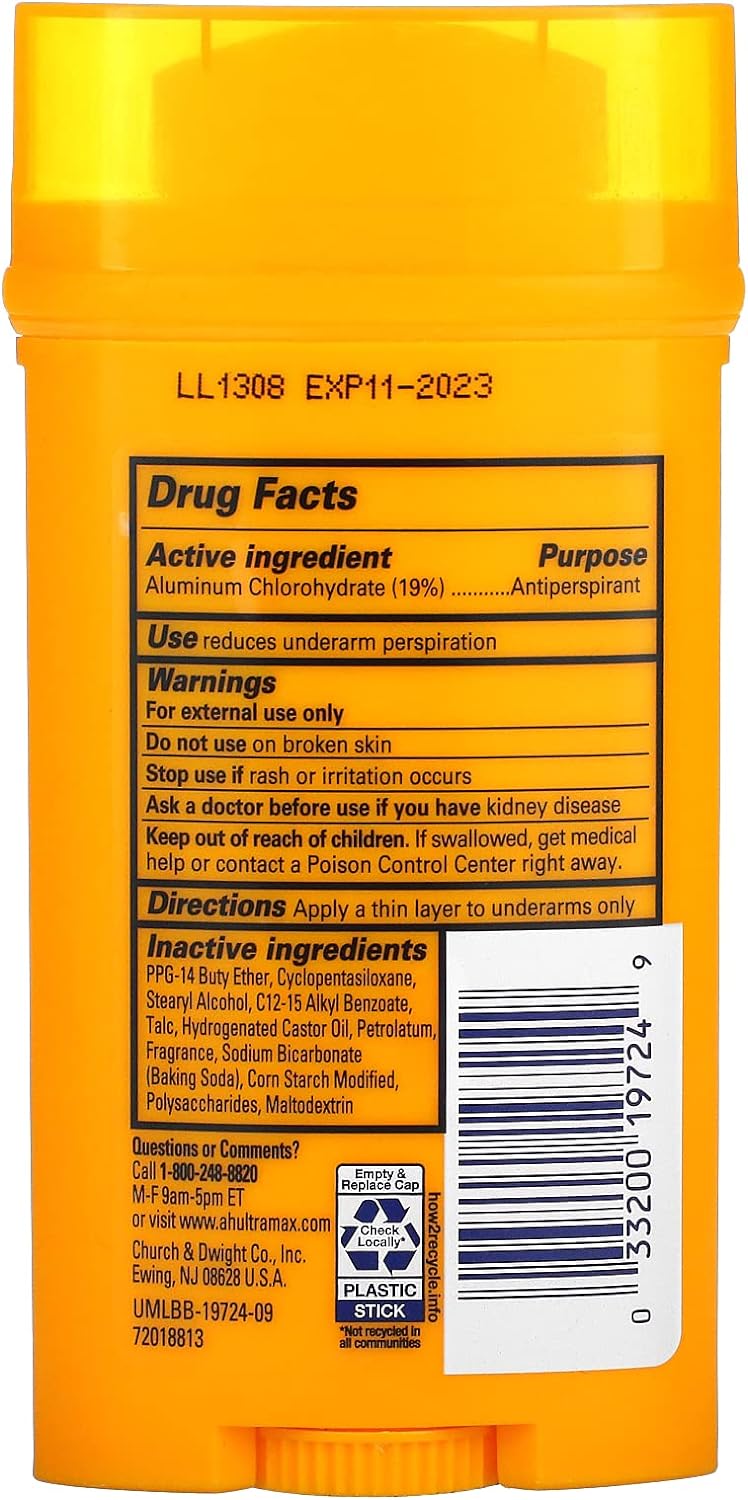 LL1308 EXP11-2023
Drug Facts
Active ingredient Purpose
Aluminum Chlorohydrate (19%) ...........Antiperspirant
Use reduces underarm perspiration
Warnings
For external use only
Do not use on broken skin
Stop use if rash or irritation occurs
Ask a doctor before use if you have kidney disease
Keep out of reach of children. If swallowed, get medical
help or contact a Poison Control Center right away.
Directions Apply a thin layer to underarms only
Inactive ingredients
PPG-14 Buty Ether, Cyclopentasiloxane,
Stearyl Alcohol, C12-15 Alkyl Benzoate,
Talc, Hydrogenated Castor Oil, Petrolatum,
Fragrance, Sodium Bicarbonate
(Baking Soda), Corn Starch Modified,
Polysaccharides, Maltodextrin
Questions or Comments?
Call 1-800-248-8820
M-F 9am-5pm ET
or visit www.ahultramax.com
Church & Dwight Co., Inc.
Ewing, NJ 08628 U.S.A.
UMLBB-19724-09
72018813
Empty &
Replace Cap
Check
Locally*
PLASTIC
STICK
*Not recycled in
all communities
how2recycle.info
0 33200 19724 9